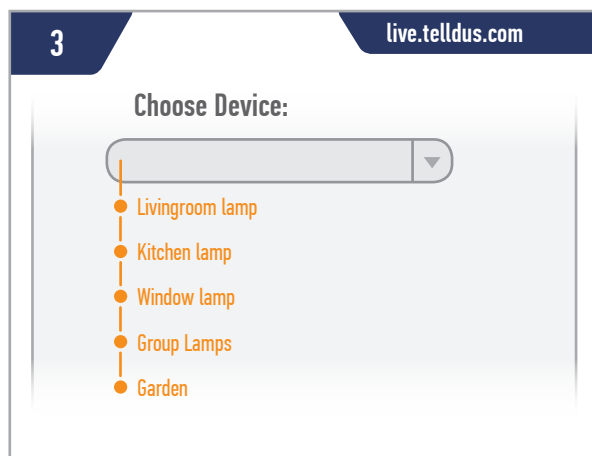 3
live.telldus.com
Choose Device:
Livingroom lamp
Kitchen lamp
Window lamp
Group Lamps
Garden